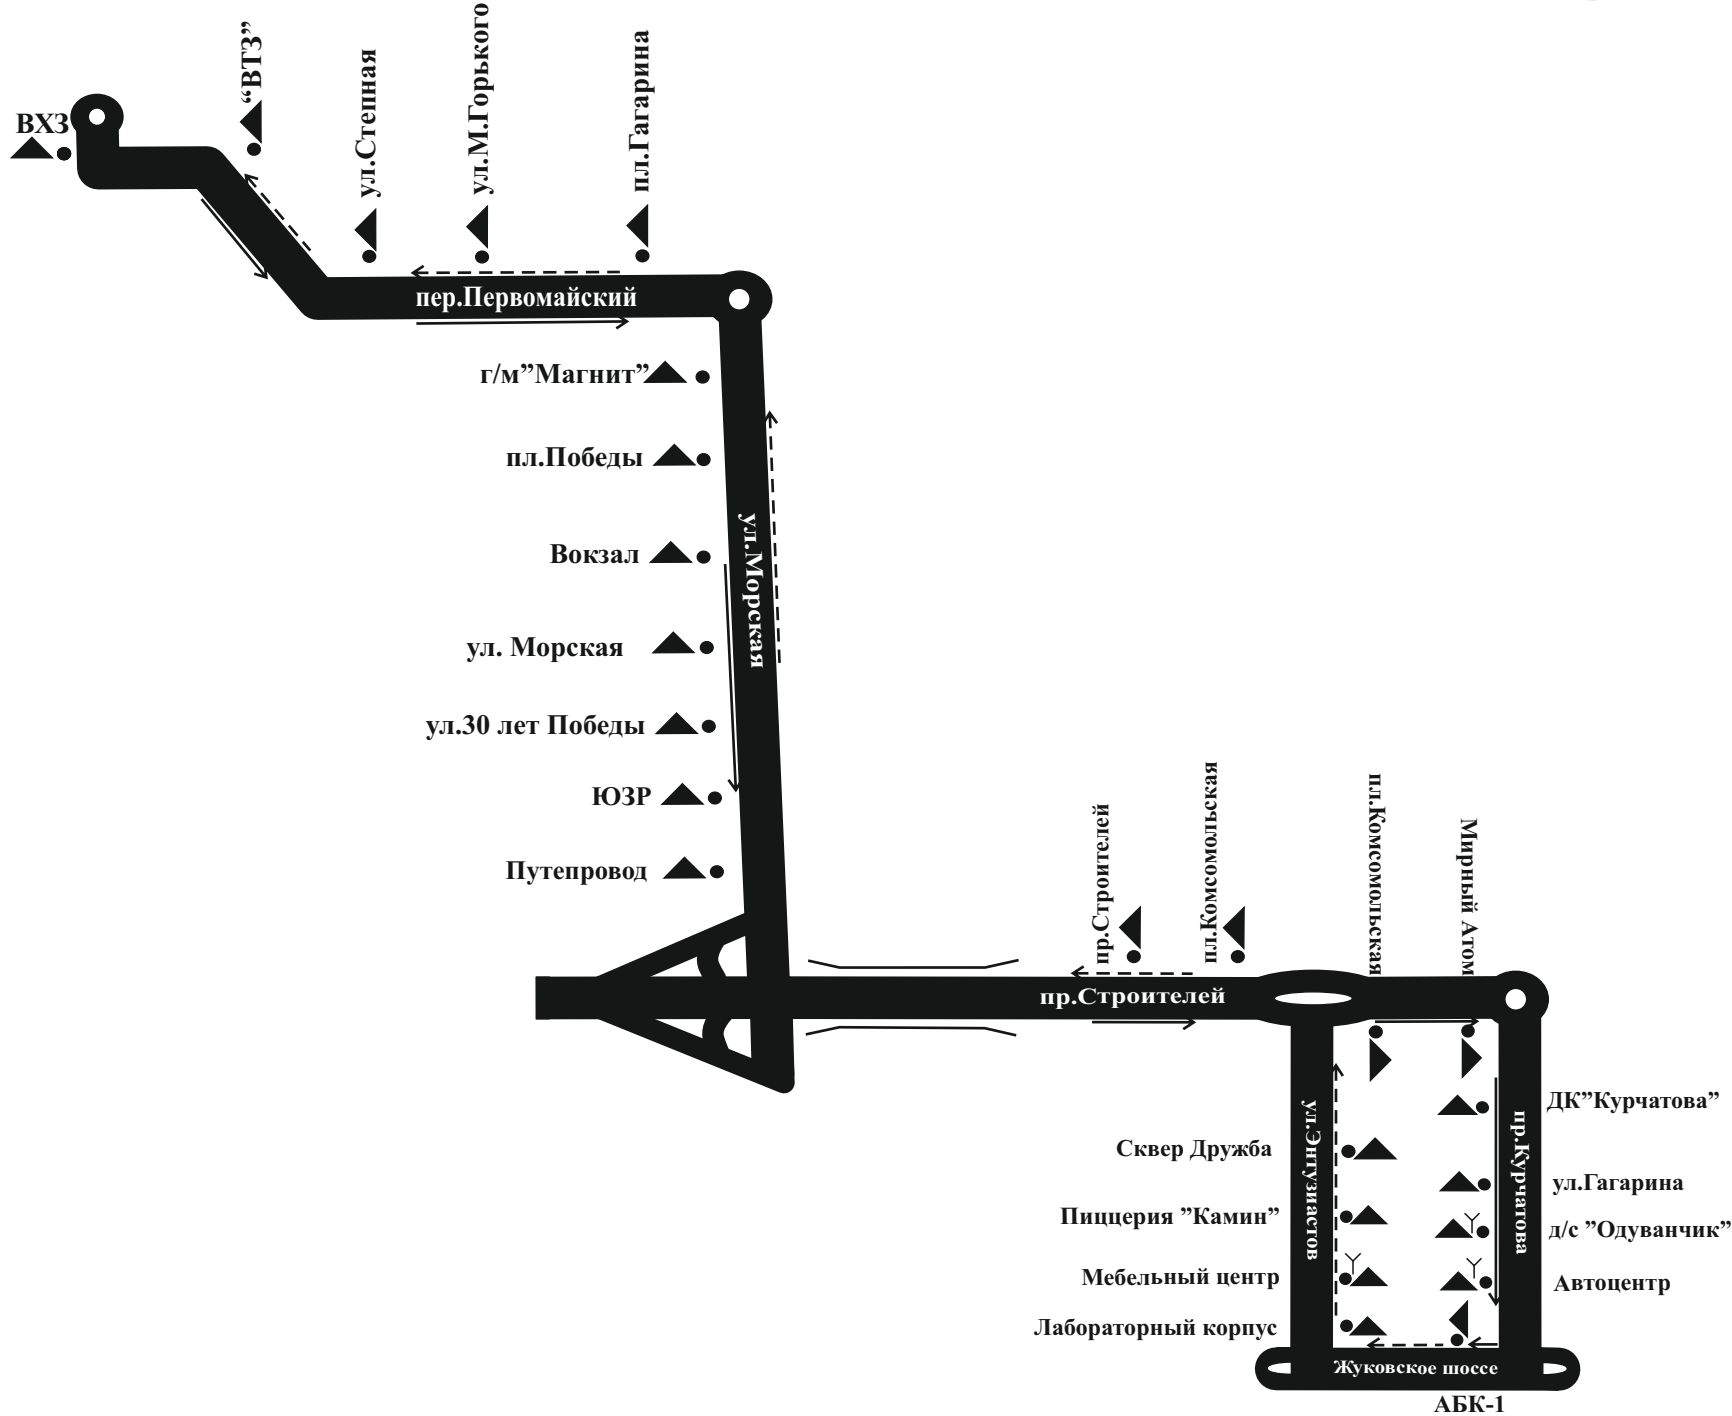 ВХЗ
“ВТЗ”
ул.Степная
ул.М.Горького
пл.Гагарина
пер.Первомайский
г/м”Магнит”
пл.Победы
Вокзал
ул.Морская
ул. Морская
ул.30 лет Победы
ЮЗР
Путепровод
пр.Строителей
пл.Комсомольская
пл.Комсомольская
Мирный Атом
пр.Строителей
ДК”Курчатова”
ул.Энтузиастов
пр.Курчатова
Сквер Дружба
ул.Гагарина
Пиццерия ”Камин”
д/с ”Одуванчик”
Мебельный центр
Автоцентр
Лабораторный корпус
Жуковское шоссе
АБК-1